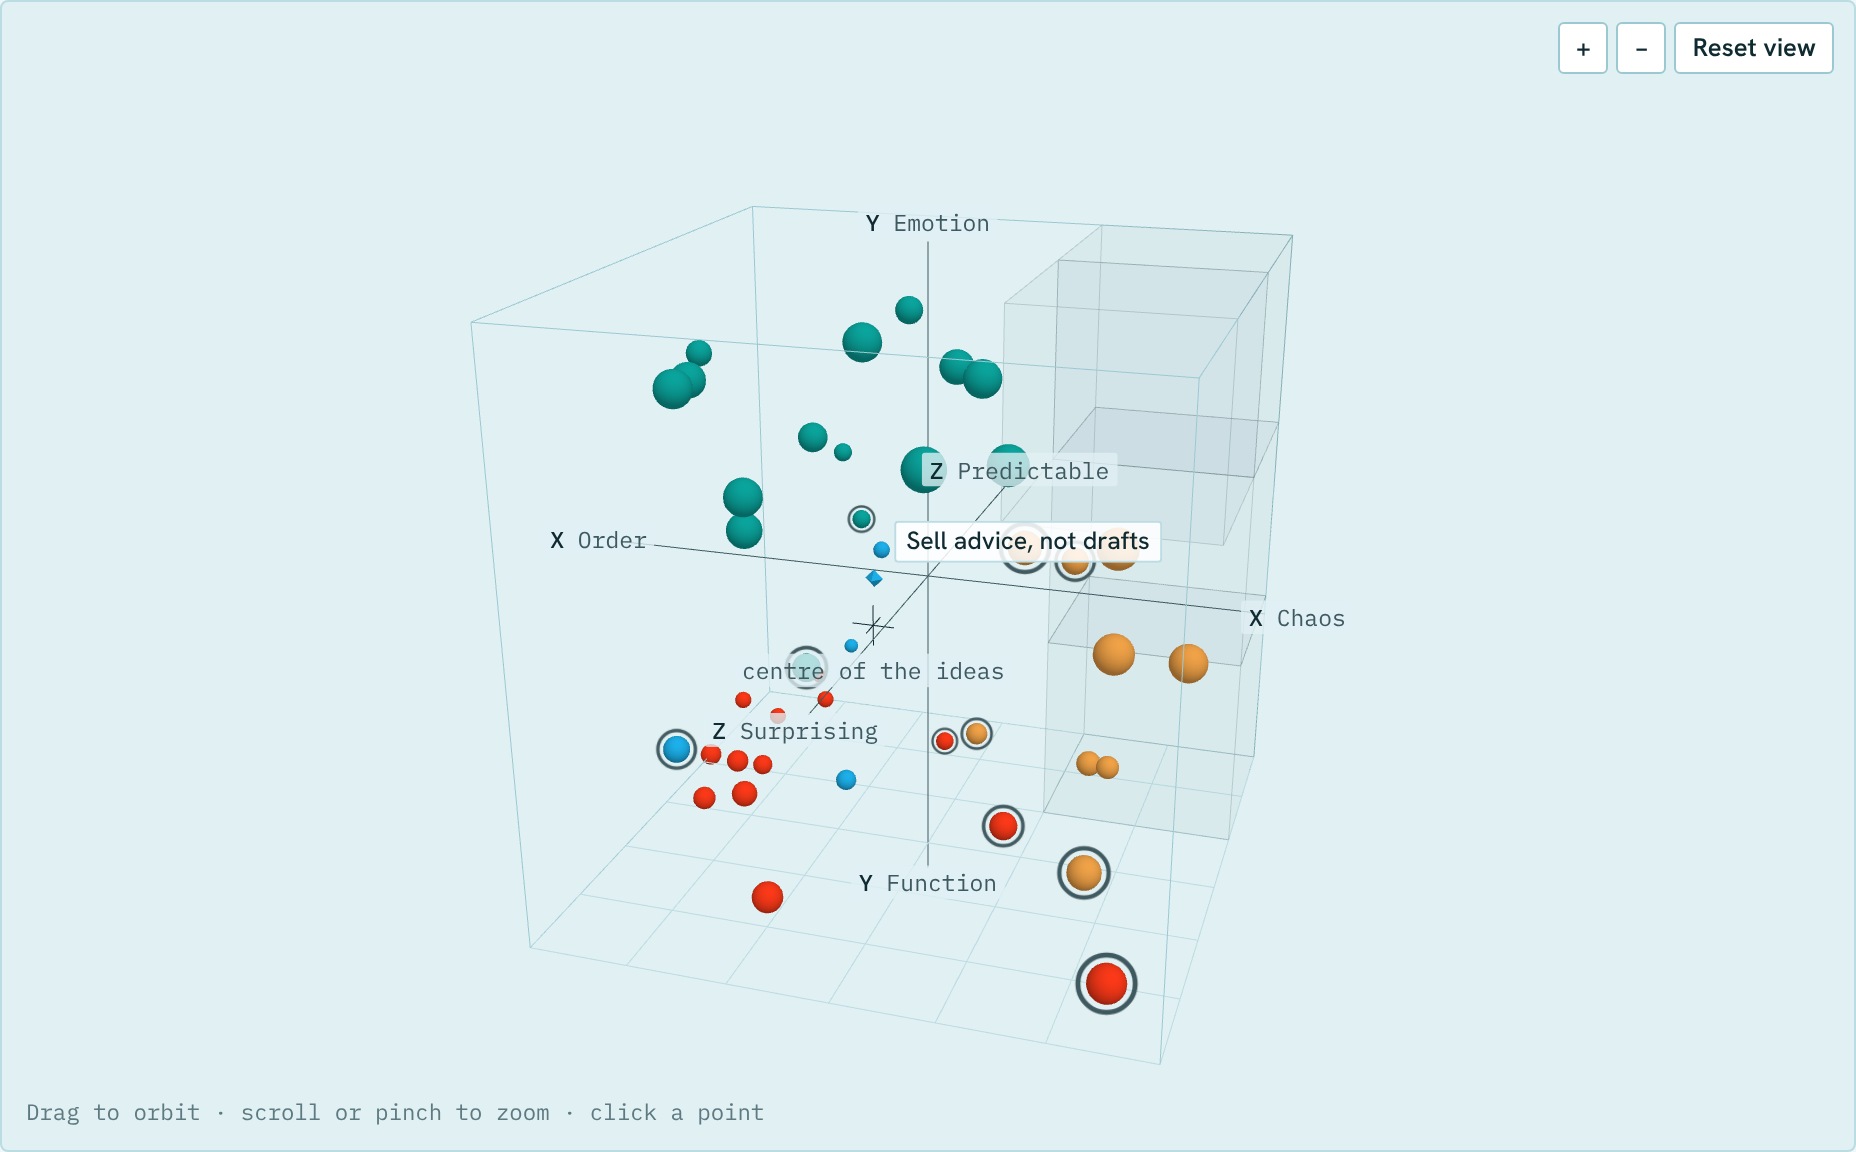 + – Reset view
Y Emotion
Z Predictable
X Order
Sell advice, not drafts
X Chaos
centre of the ideas
Z Surprising
Y Function
Drag to orbit · scroll or pinch to zoom · click a point